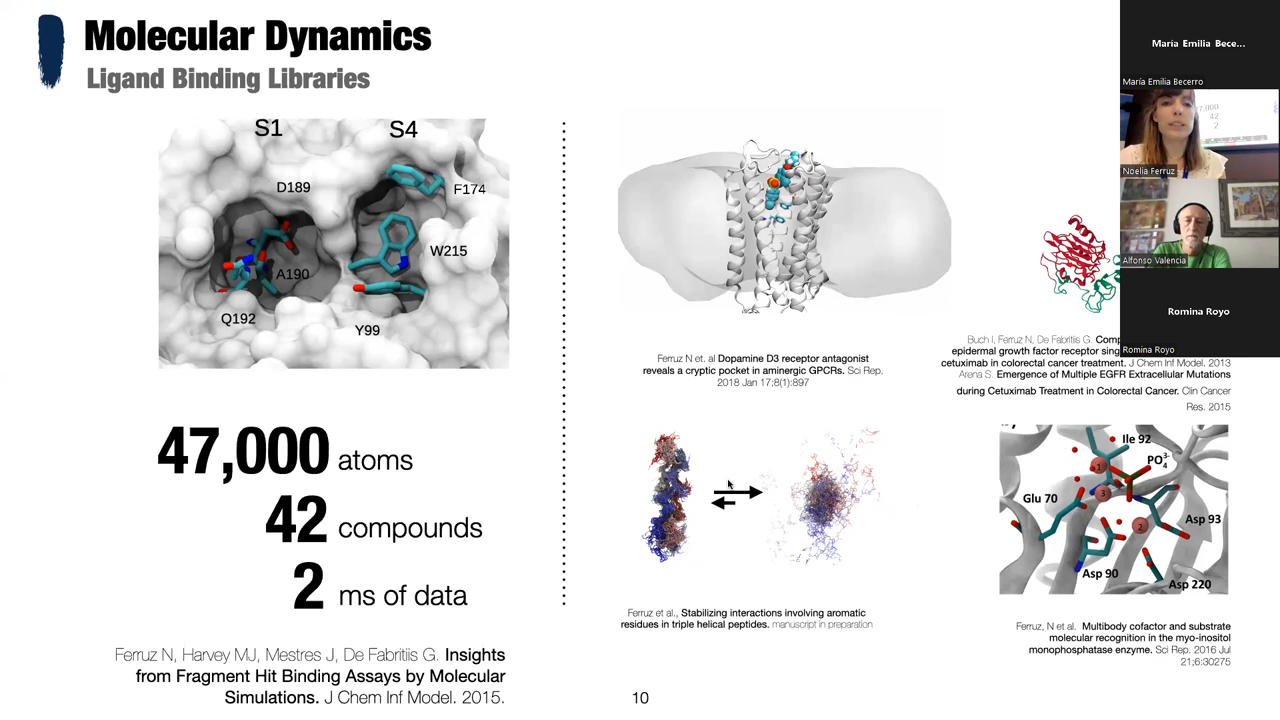 Molecular Dynamics
Ligand Binding Libraries
S1
S4
D189
F174
W215
A190
Q192
Y99
47,000 atoms
42 compounds
2 ms of data
Ferruz N, Harvey MJ, Mestres J, De Fabritiis G. Insights
from Fragment Hit Binding Assays by Molecular
Simulations. J Chem Inf Model. 2015.
Ferruz N et. al Dopamine D3 receptor antagonist
reveals a cryptic pocket in aminergic GPCRs. Sci Rep.
2018 Jan 17;8(1):897
Buch I, Ferruz N, De Fabritiis G.
epidermal growth factor receptor
cetuximab in colorectal cancer treatment. J Chem Inf Model. 2013
Arena S. Emergence of Multiple EGFR Extracellular Mutations
during Cetuximab Treatment in Colorectal Cancer. Clin Cancer
Res. 2015
Ferruz et al., Stabilizing interactions involving aromatic
residues in triple helical peptides. manuscript in preparation
Ile 92
PO4 3-
1
3
2
Glu 70
Asp 93
Asp 90
Asp 220
Ferruz, N et al. Multibody cofactor and substrate
molecular recognition in the myo-inositol
monophosphatase enzyme. Sci Rep. 2016 Jul
21;6:30275
10
María Emilia Bece...
María Emilia Becerro
7,000
42
2
Noelia Ferruz
Alfonso Valencia
Romina Royo
Romina Royo